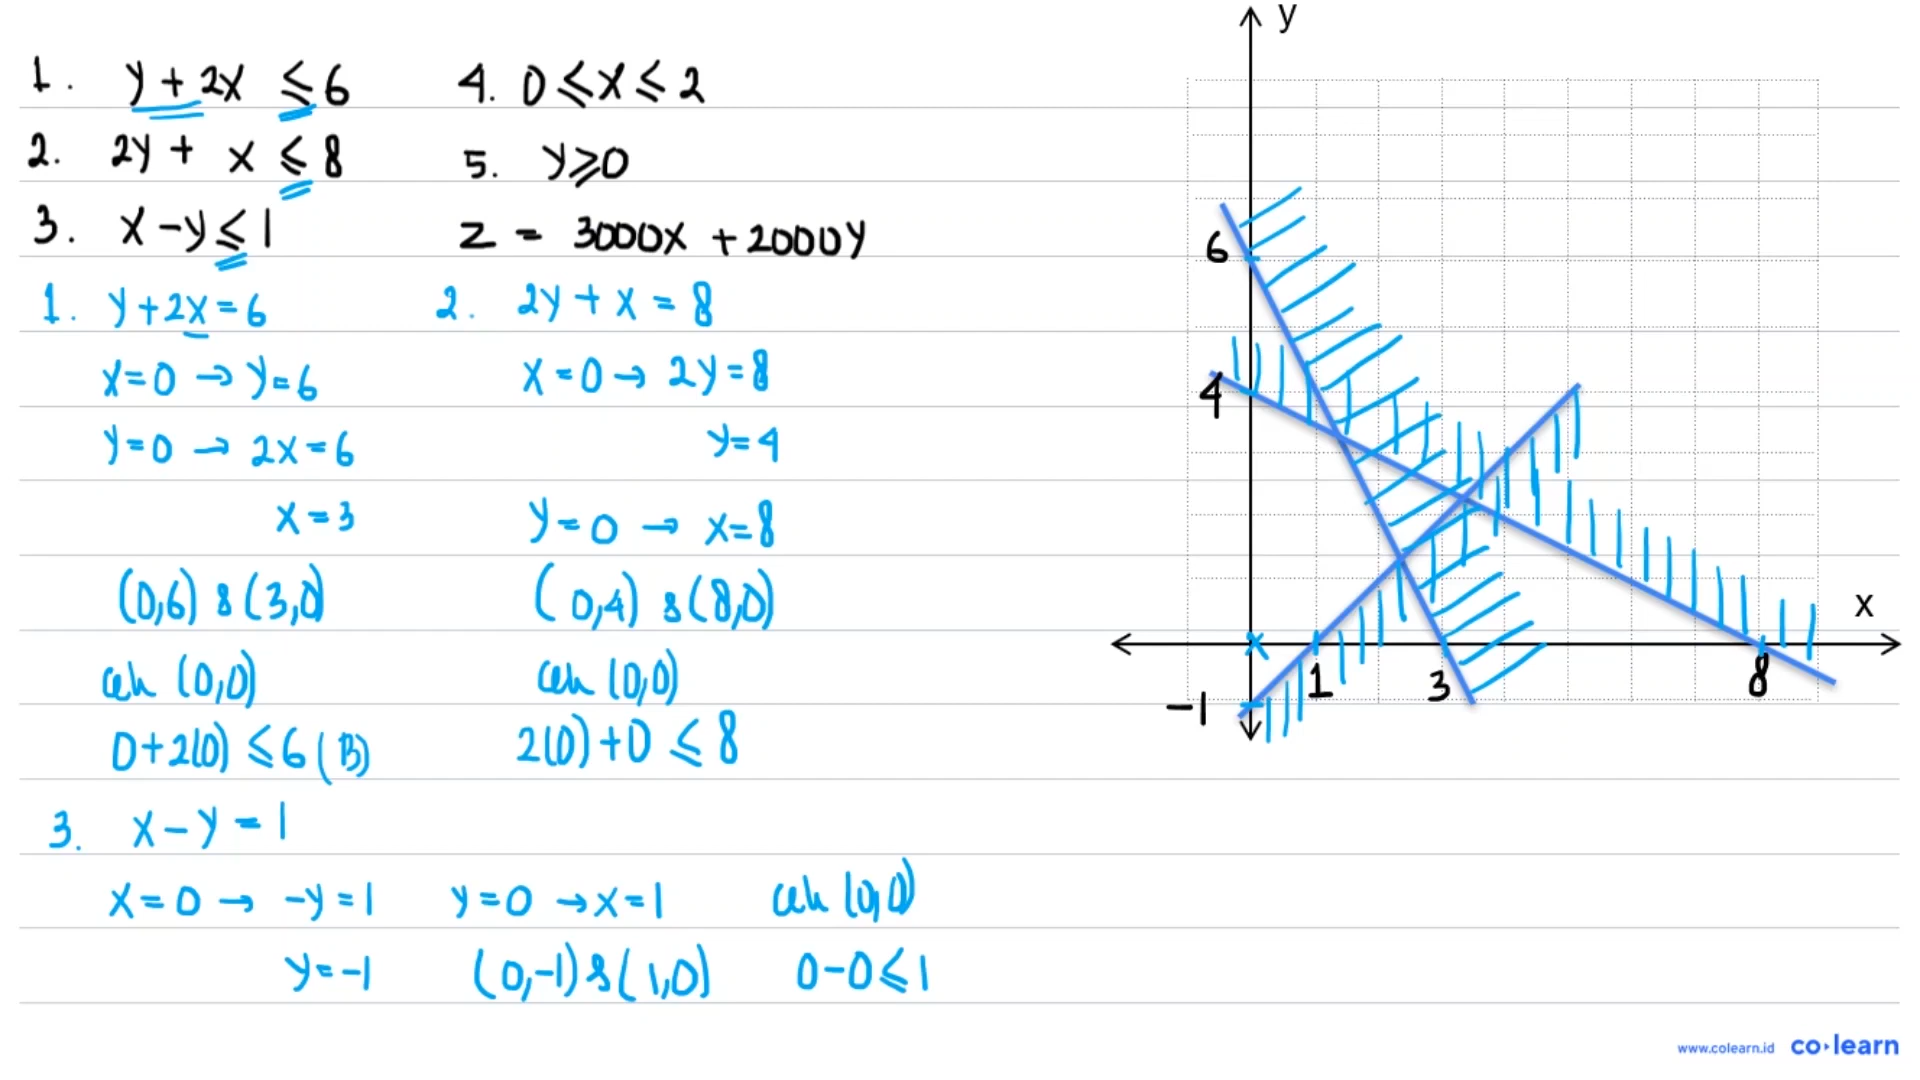 1. y + 2x ≤ 6
2. 2y + x ≤ 8
3. x - y ≤ 1
4. 0 ≤ x ≤ 2
5. y ≥ 0
z = 3000x + 2000y
1. y + 2x = 6
x = 0 → y = 6
y = 0 → 2x = 6
x = 3
(0,6) & (3,0)
cek (0,0)
0 + 2(0) ≤ 6 (B)
2. 2y + x = 8
x = 0 → 2y = 8
y = 4
y = 0 → x = 8
(0,4) & (8,0)
cek (0,0)
2(0) + 0 ≤ 8
3. x - y = 1
x = 0 → -y = 1
y = -1
y = 0 → x = 1
(0,-1) & (1,0)
cek (0,0)
0 - 0 ≤ 1
y
6
4
x
-1
1
3
8
www.colearn.id
co·learn